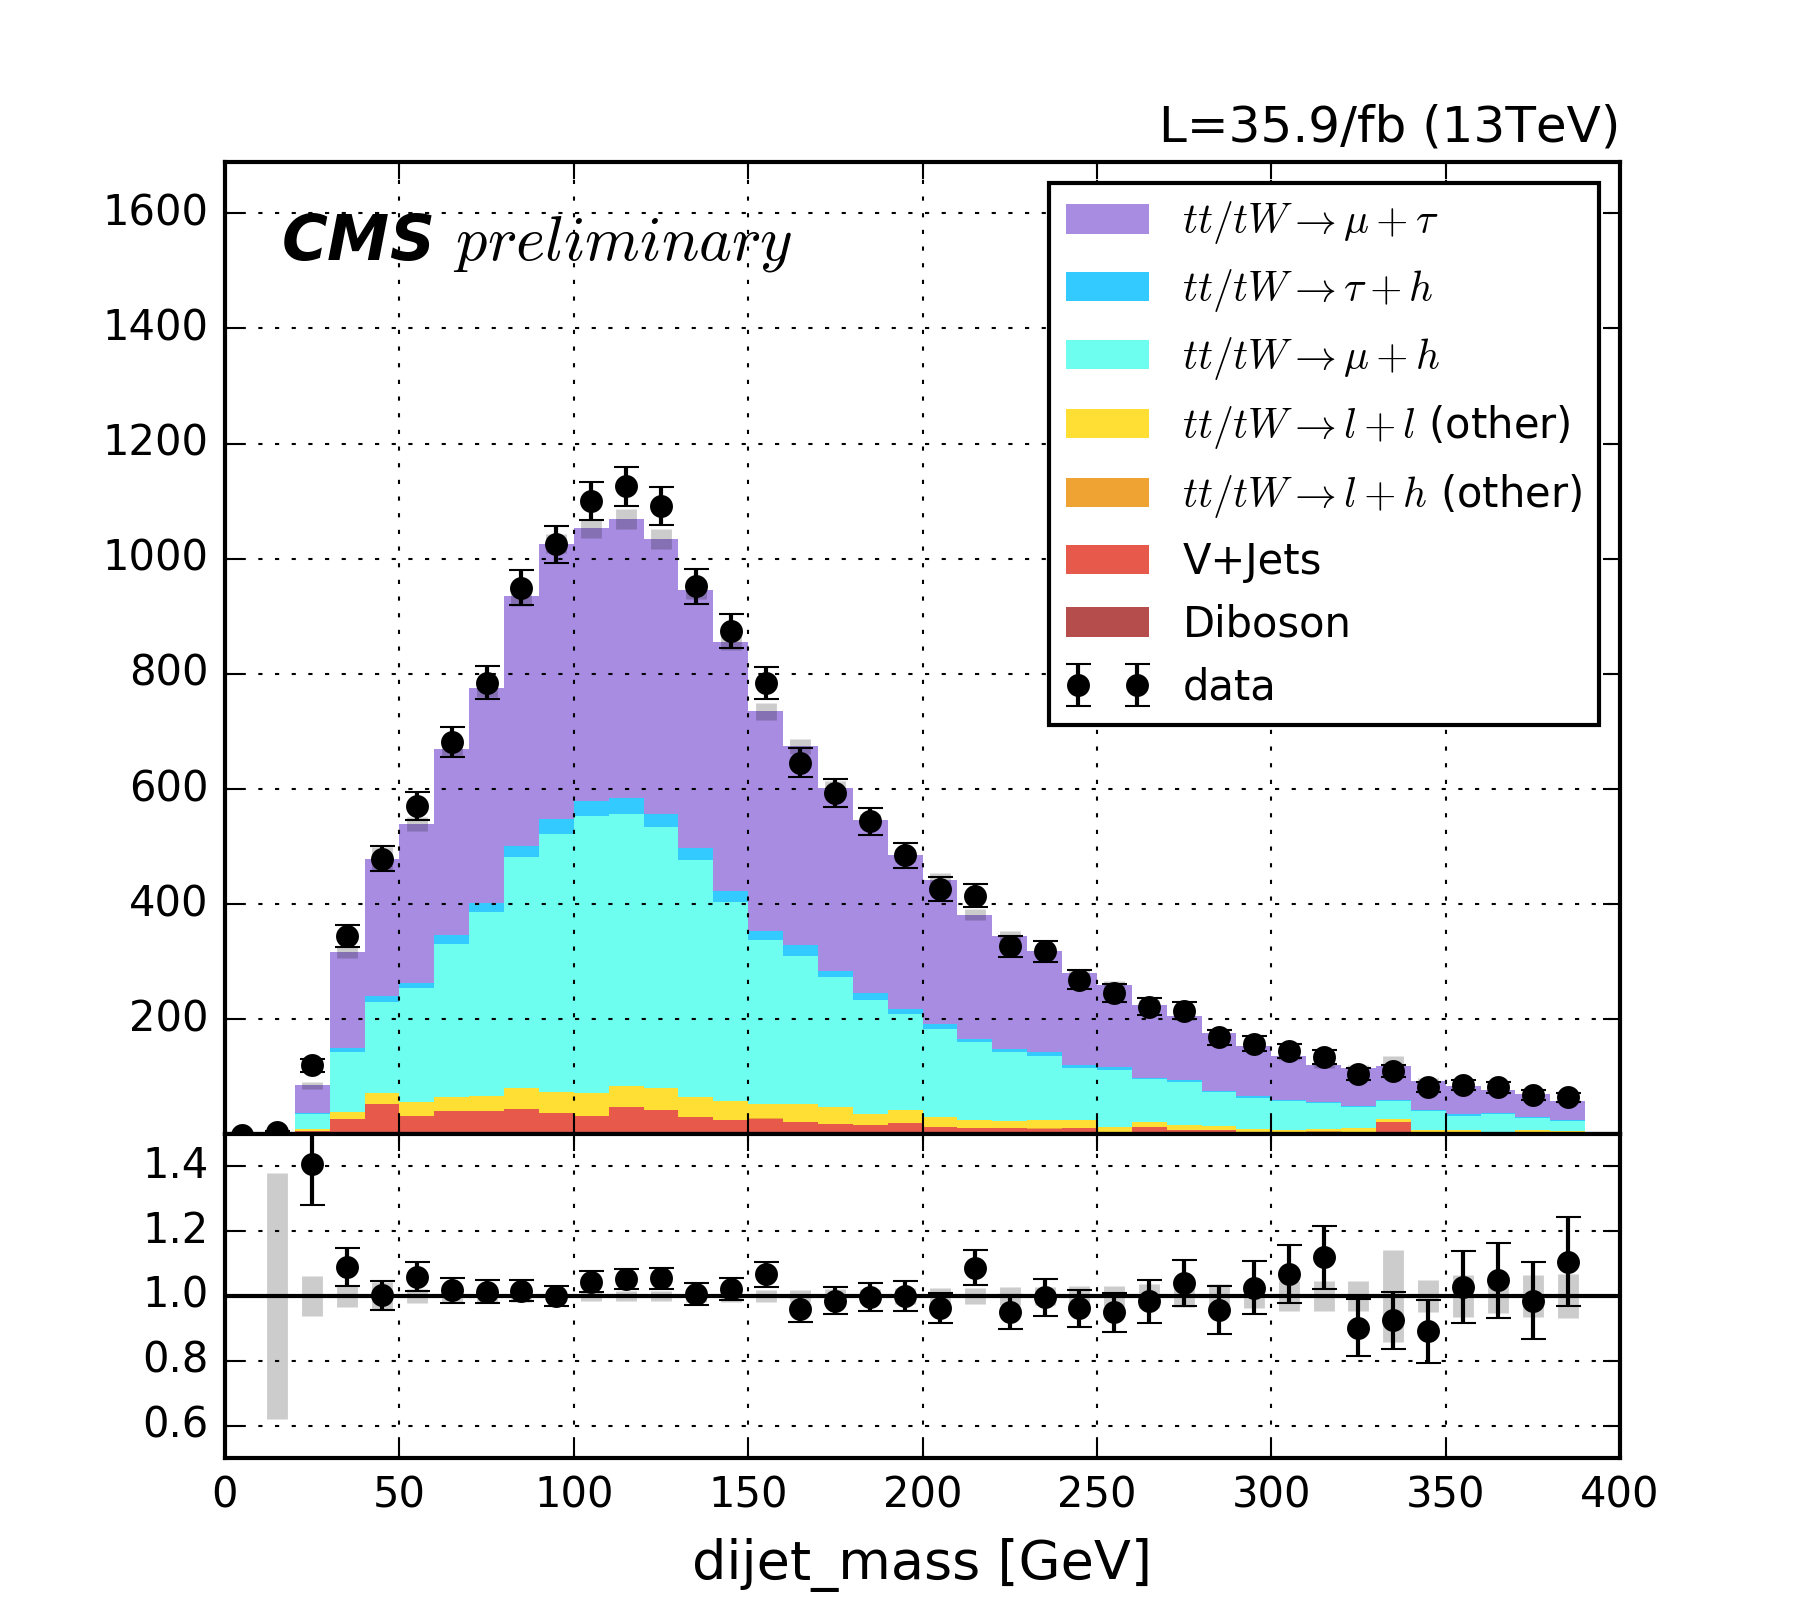 L=35.9/fb (13TeV)
CMS preliminary
1600
1400
1200
1000
800
600
400
200
tt/tW→μ+τ
tt/tW→τ+h
tt/tW→μ+h
tt/tW→l+l (other)
tt/tW→l+h (other)
V+Jets
Diboson
data
1.4
1.2
1.0
0.8
0.6
0 50 100 150 200 250 300 350 400
dijet_mass [GeV]